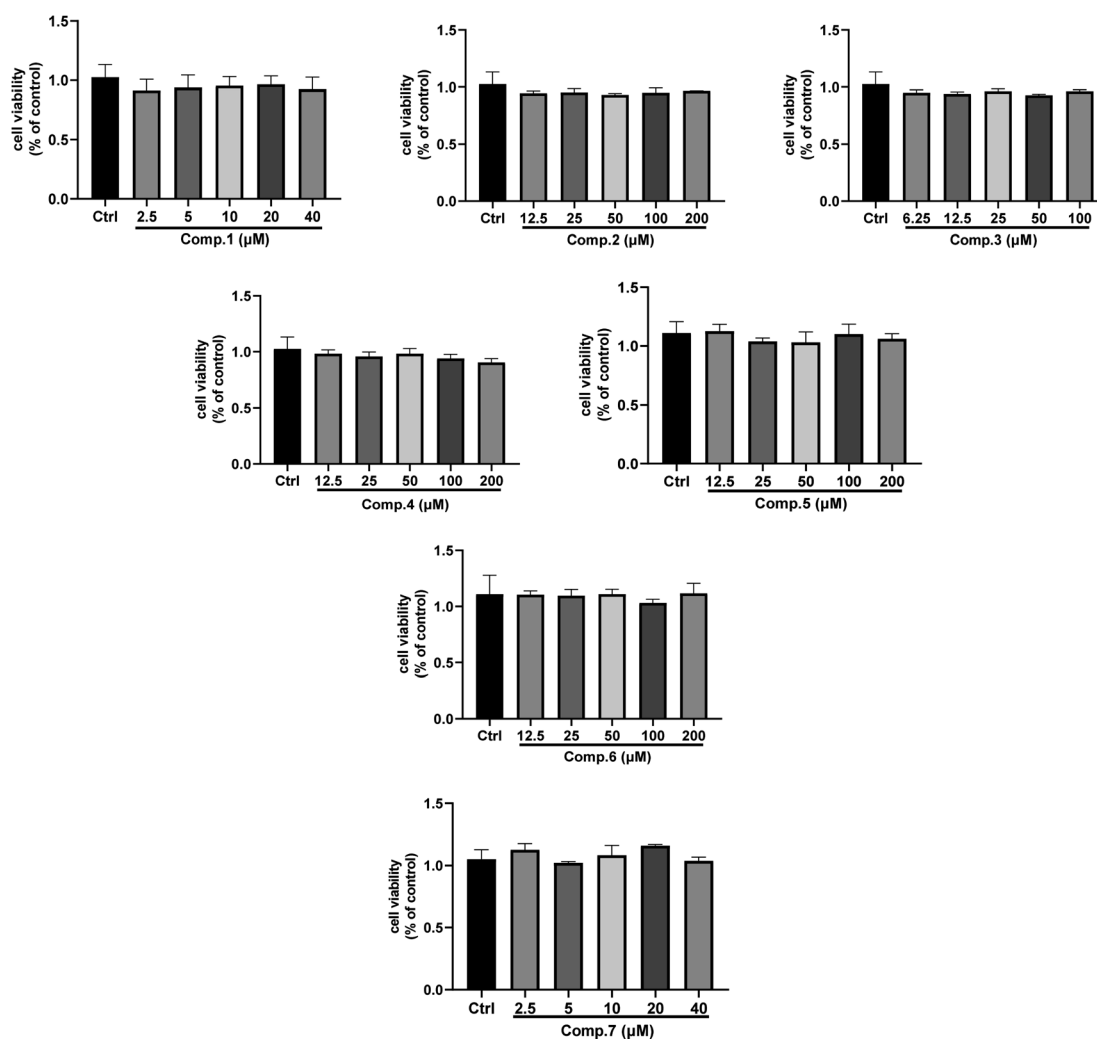 cell viability
(% of control)
1.5
1.0
0.5
0.0
Ctrl 2.5 5 10 20 40
Comp.1 (μM)
cell viability
(% of control)
1.5
1.0
0.5
0.0
Ctrl 12.5 25 50 100 200
Comp.2 (μM)
cell viability
(% of control)
1.5
1.0
0.5
0.0
Ctrl 6.25 12.5 25 50 100
Comp.3 (μM)
cell viability
(% of control)
1.5
1.0
0.5
0.0
Ctrl 12.5 25 50 100 200
Comp.4 (μM)
cell viability
(% of control)
1.5
1.0
0.5
0.0
Ctrl 12.5 25 50 100 200
Comp.5 (μM)
cell viability
(% of control)
1.5
1.0
0.5
0.0
Ctrl 12.5 25 50 100 200
Comp.6 (μM)
cell viability
(% of control)
1.5
1.0
0.5
0.0
Ctrl 2.5 5 10 20 40
Comp.7 (μM)